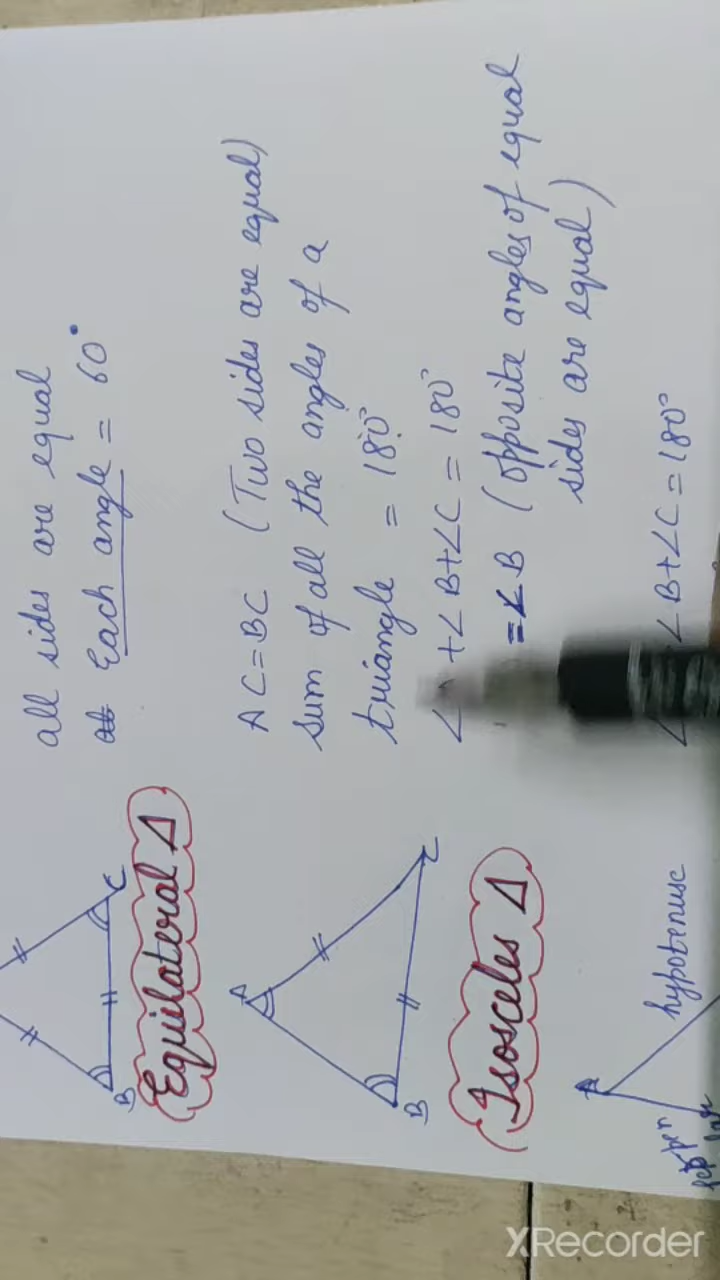 all sides are equal
Each angle = 60°
B
C
Equilateral Δ
AC=BC (Two sides are equal)
sum of all the angles of a
triangle = 180°
+∠B+∠C = 180°
=∠B (opposite angles of equal
sides are equal)
A
B
C
Isosceles Δ
∠B+∠C = 180°
A
hypotenuse
XRecorder